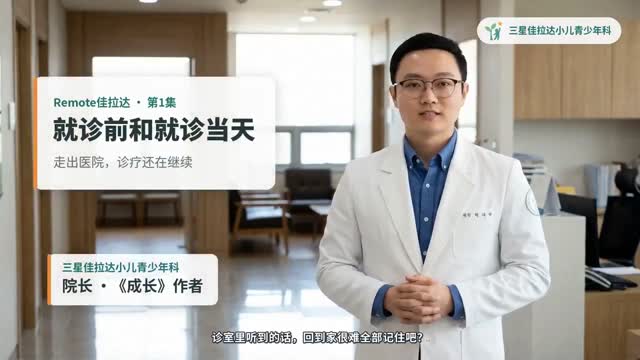 三星佳拉达小儿青少年科
Remote佳拉达 · 第1集
就诊前和就诊当天
走出医院，诊疗还在继续
三星佳拉达小儿青少年科
院长 ·《成长》作者
诊室里听到的话，回到家很难全部记住吧？